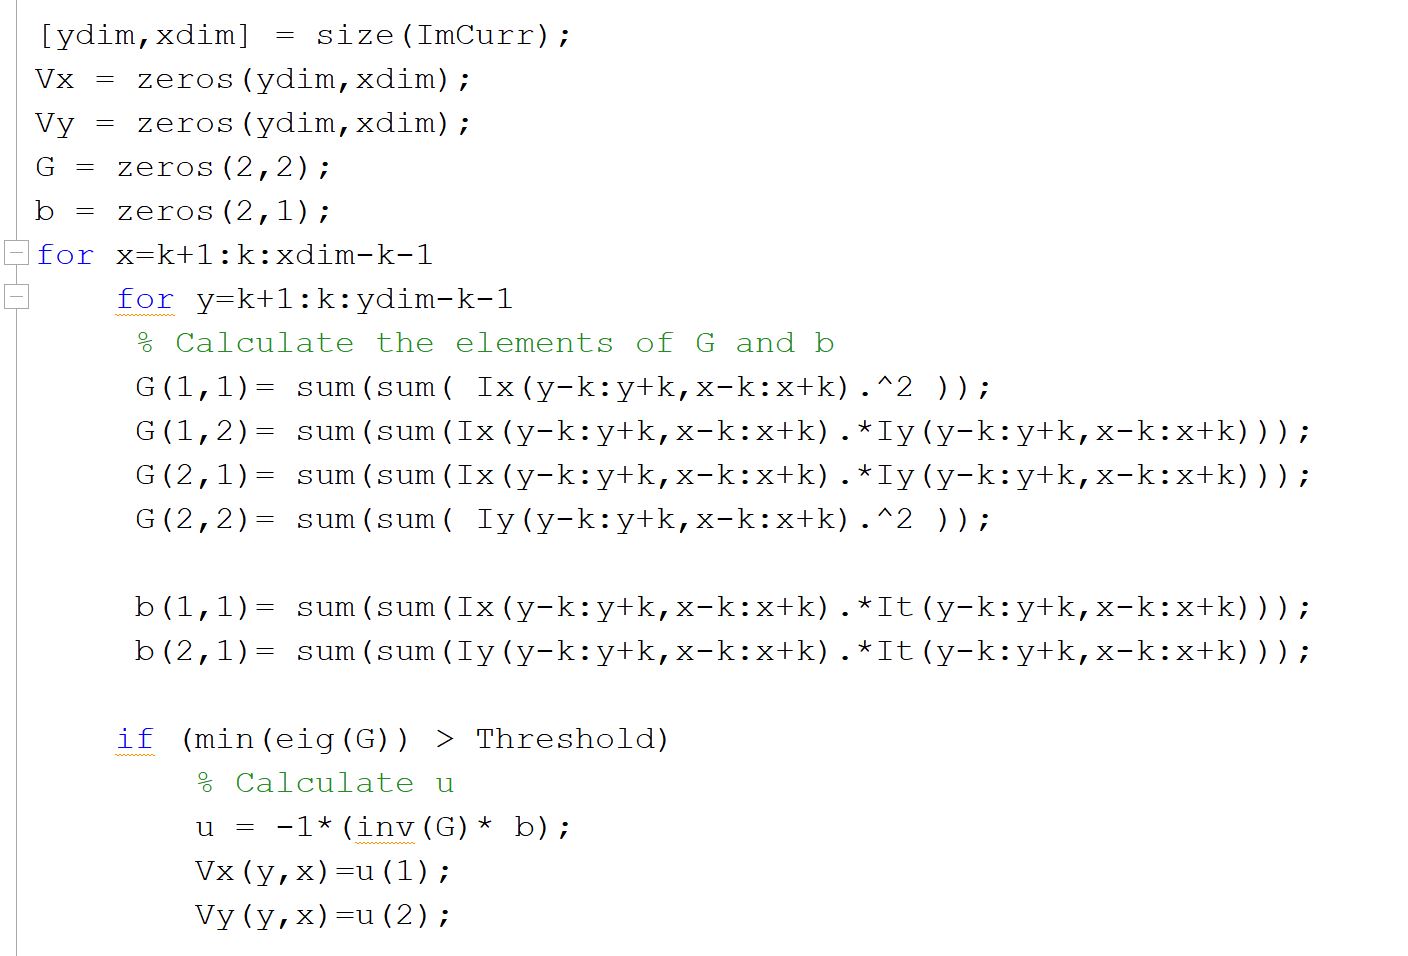 [ydim,xdim] = size(ImCurr);
Vx = zeros(ydim,xdim);
Vy = zeros(ydim,xdim);
G = zeros(2,2);
b = zeros(2,1);
for x=k+1:k:xdim-k-1
for y=k+1:k:ydim-k-1
% Calculate the elements of G and b
G(1,1)= sum(sum( Ix(y-k:y+k,x-k:x+k).^2 ));
G(1,2)= sum(sum(Ix(y-k:y+k,x-k:x+k).*Iy(y-k:y+k,x-k:x+k)));
G(2,1)= sum(sum(Ix(y-k:y+k,x-k:x+k).*Iy(y-k:y+k,x-k:x+k)));
G(2,2)= sum(sum( Iy(y-k:y+k,x-k:x+k).^2 ));
b(1,1)= sum(sum(Ix(y-k:y+k,x-k:x+k).*It(y-k:y+k,x-k:x+k)));
b(2,1)= sum(sum(Iy(y-k:y+k,x-k:x+k).*It(y-k:y+k,x-k:x+k)));
if (min(eig(G)) > Threshold)
% Calculate u
u = -1*(inv(G)* b);
Vx(y,x)=u(1);
Vy(y,x)=u(2);